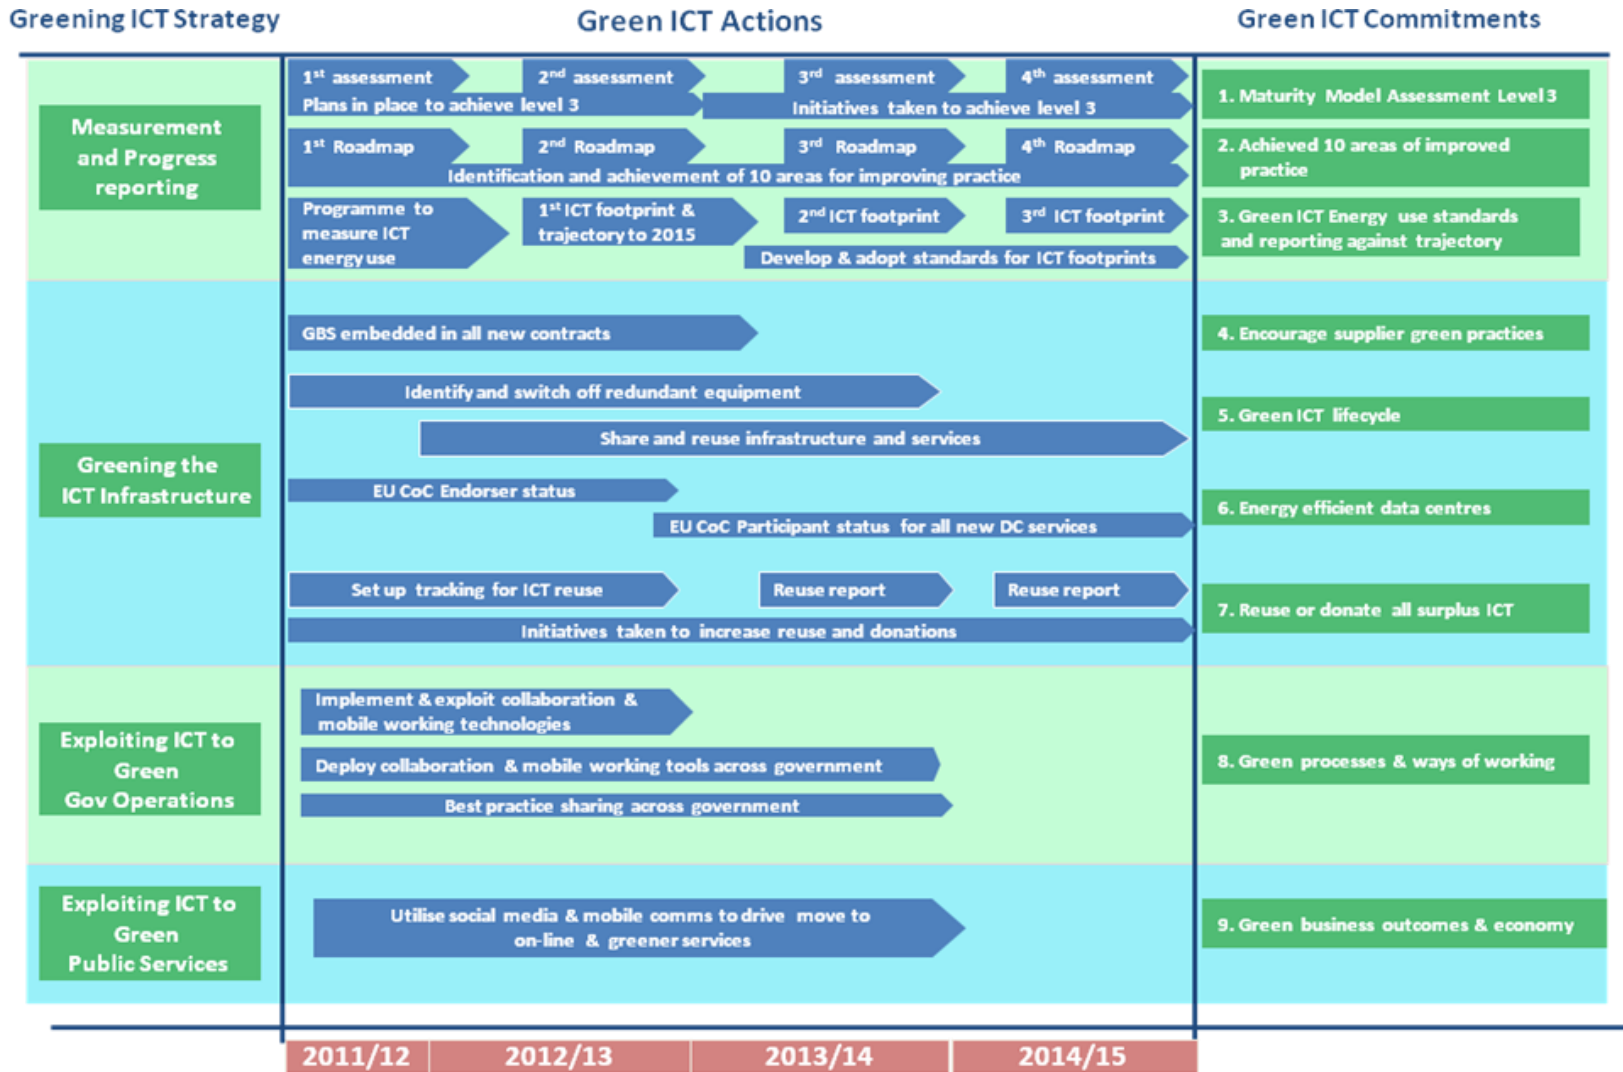 Greening ICT Strategy
Green ICT Actions
Green ICT Commitments
Measurement
and Progress
reporting
1st assessment
2nd assessment
3rd assessment
4th assessment
Plans in place to achieve level 3
Initiatives taken to achieve level 3
1st Roadmap
2nd Roadmap
3rd Roadmap
4th Roadmap
Identification and achievement of 10 areas for improving practice
Programme to
measure ICT
energy use
1st ICT footprint &
trajectory to 2015
2nd ICT footprint
3rd ICT footprint
Develop & adopt standards for ICT footprints
1. Maturity Model Assessment Level 3
2. Achieved 10 areas of improved
practice
3. Green ICT Energy use standards
and reporting against trajectory
Greening the
ICT Infrastructure
GBS embedded in all new contracts
Identify and switch off redundant equipment
Share and reuse infrastructure and services
EU CoC Endorser status
EU CoC Participant status for all new DC services
Set up tracking for ICT reuse
Reuse report
Reuse report
Initiatives taken to increase reuse and donations
4. Encourage supplier green practices
5. Green ICT lifecycle
6. Energy efficient data centres
7. Reuse or donate all surplus ICT
Exploiting ICT to
Green
Gov Operations
Implement & exploit collaboration &
mobile working technologies
Deploy collaboration & mobile working tools across government
Best practice sharing across government
8. Green processes & ways of working
Exploiting ICT to
Green
Public Services
Utilise social media & mobile comms to drive move to
on-line & greener services
9. Green business outcomes & economy
2011/12
2012/13
2013/14
2014/15